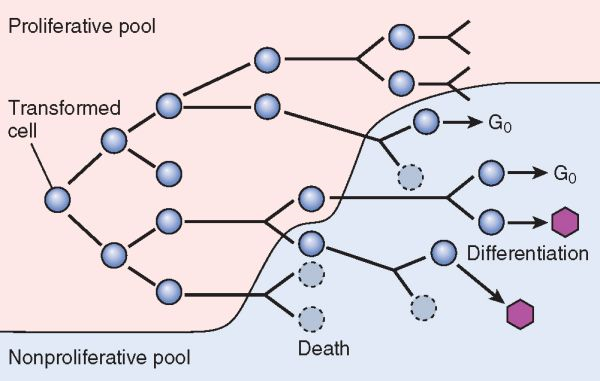 Proliferative pool
Transformed
cell
G₀
G₀
Differentiation
Death
Nonproliferative pool